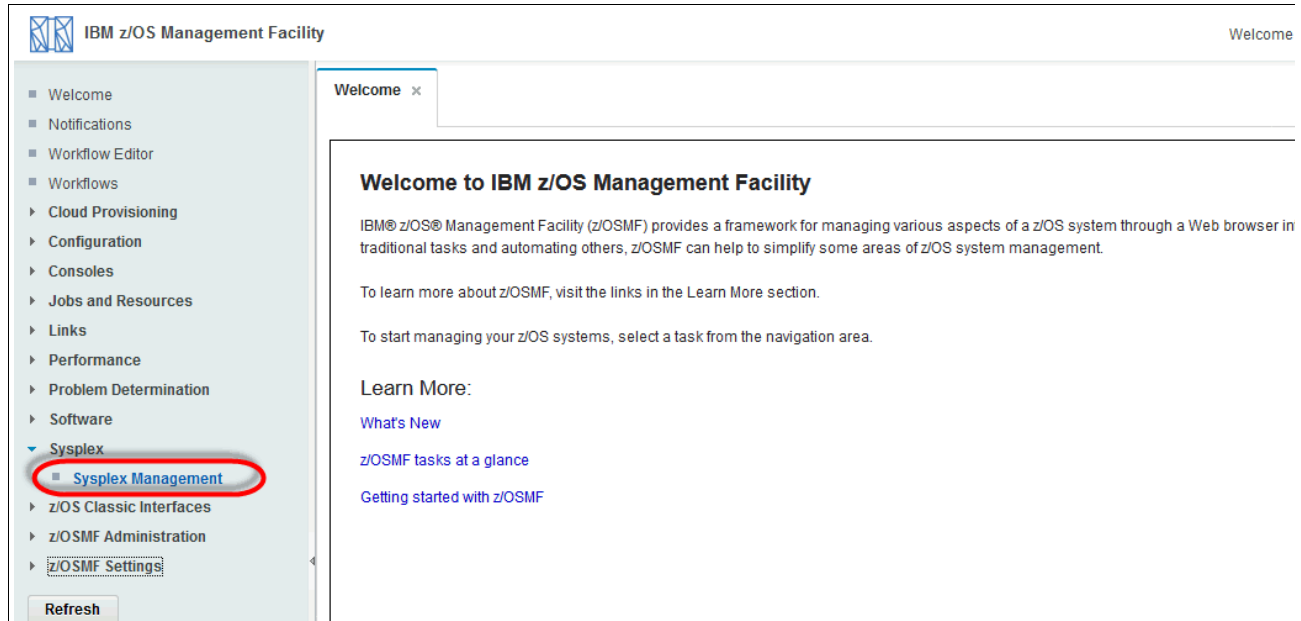 IBM z/OS Management Facility
Welcome
Welcome
Notifications
Workflow Editor
Workflows
Cloud Provisioning
Configuration
Consoles
Jobs and Resources
Links
Performance
Problem Determination
Software
Sysplex
Sysplex Management
z/OS Classic Interfaces
z/OSMF Administration
z/OSMF Settings
Refresh
Welcome ×
Welcome to IBM z/OS Management Facility
IBM® z/OS® Management Facility (z/OSMF) provides a framework for managing various aspects of a z/OS system through a Web browser in
traditional tasks and automating others, z/OSMF can help to simplify some areas of z/OS system management.
To learn more about z/OSMF, visit the links in the Learn More section.
To start managing your z/OS systems, select a task from the navigation area.
Learn More:
What's New
z/OSMF tasks at a glance
Getting started with z/OSMF